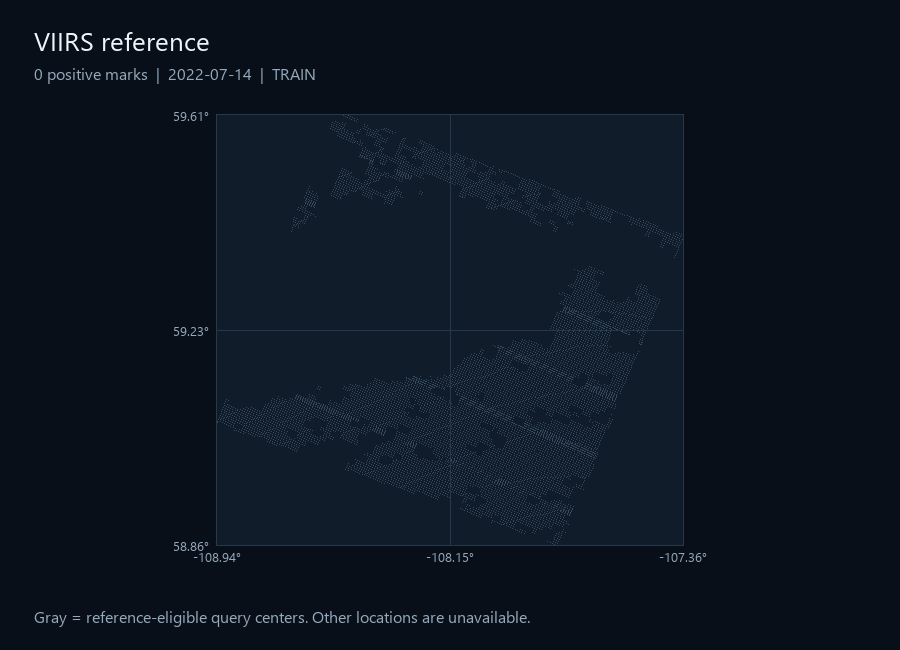 VIIRS reference
0 positive marks | 2022-07-14 | TRAIN
59.61°
59.23°
58.86°
-108.94°
-108.15°
-107.36°
Gray = reference-eligible query centers. Other locations are unavailable.